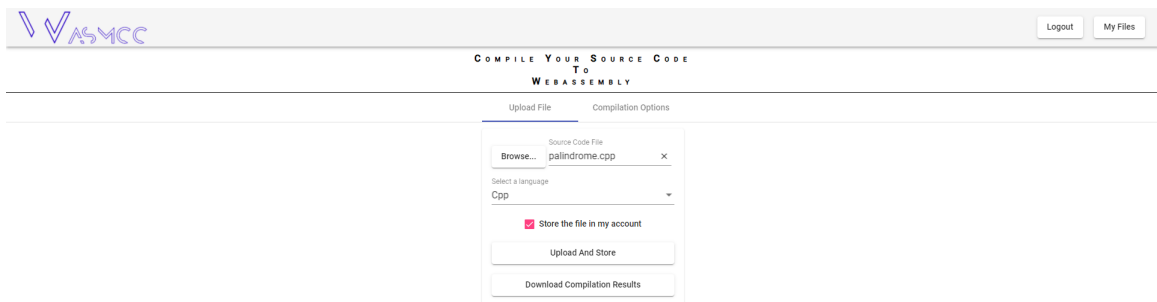 WASMCC
Logout
My Files
Compile Your Source Code
To
Webassembly
Upload File
Compilation Options
Source Code File
Browse...
palindrome.cpp
×
Select a language
Cpp
Store the file in my account
Upload And Store
Download Compilation Results